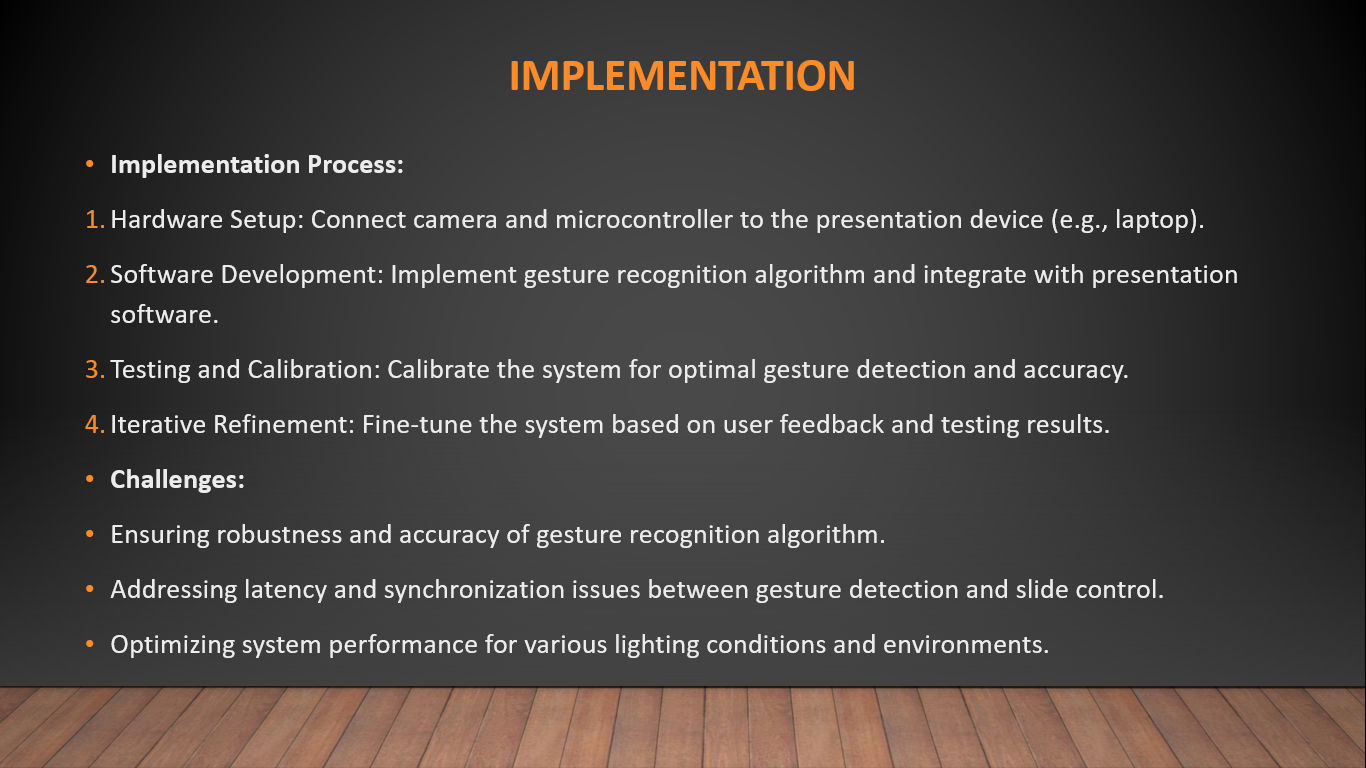 IMPLEMENTATION
• Implementation Process:
1. Hardware Setup: Connect camera and microcontroller to the presentation device (e.g., laptop).
2. Software Development: Implement gesture recognition algorithm and integrate with presentation
software.
3. Testing and Calibration: Calibrate the system for optimal gesture detection and accuracy.
4. Iterative Refinement: Fine-tune the system based on user feedback and testing results.
• Challenges:
• Ensuring robustness and accuracy of gesture recognition algorithm.
• Addressing latency and synchronization issues between gesture detection and slide control.
• Optimizing system performance for various lighting conditions and environments.